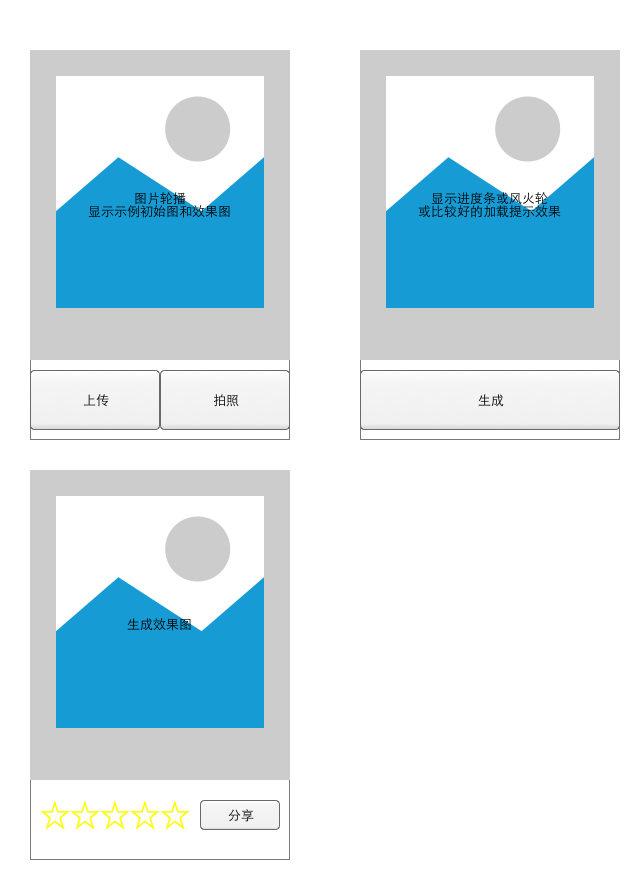 图片轮播
显示示例初始图和效果图
上传
拍照
显示进度条或风火轮
或比较好的加载提示效果
生成
生成效果图
分享